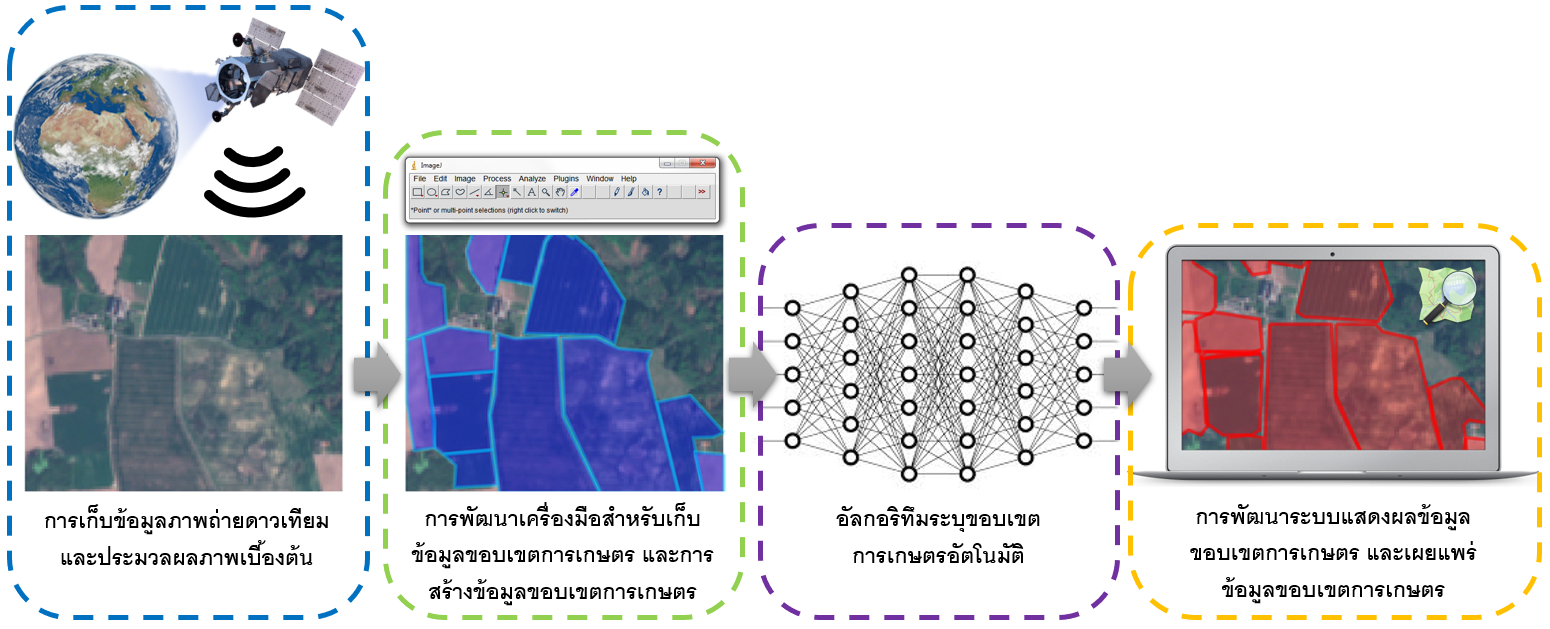 ImageJ
File Edit Image Process Analyze Plugins Window Help
*Point* or multi-point selections (right click to switch)
การเก็บข้อมูลภาพถ่ายดาวเทียม
และประมวลผลภาพเบื้องต้น
การพัฒนาเครื่องมือสำหรับเก็บ
ข้อมูลขอบเขตการเกษตร และการ
สร้างข้อมูลขอบเขตการเกษตร
อัลกอริทึมระบุขอบเขต
การเกษตรอัตโนมัติ
การพัฒนาระบบแสดงผลข้อมูล
ขอบเขตการเกษตร และเผยแพร่
ข้อมูลขอบเขตการเกษตร